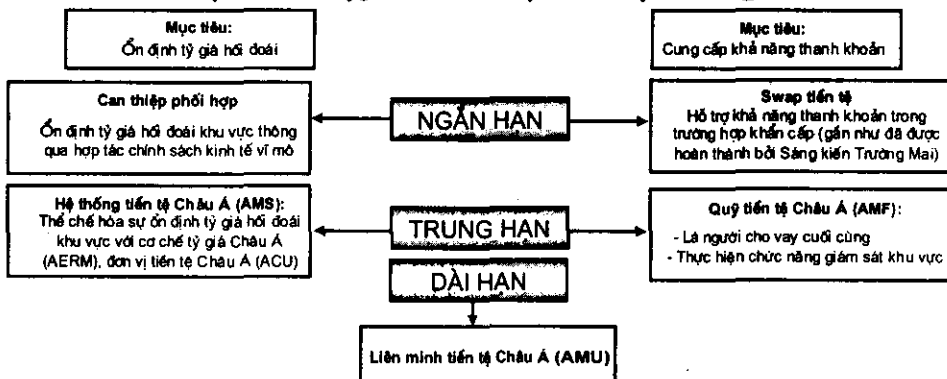 Mục tiêu:
Ổn định tỷ giá hối đoái
Mục tiêu:
Cung cấp khả năng thanh khoản
Can thiệp phối hợp
Ổn định tỷ giá hối đoái khu vực thông
qua hợp tác chính sách kinh tế vĩ mô
NGẮN HẠN
Swap tiền tệ
Hỗ trợ khả năng thanh khoản trong
trường hợp khẩn cấp (gần như đã được
hoàn thành bởi Sáng kiến Trường Mai)
Hệ thống tiền tệ Châu Á (AMS):
Thể chế hóa sự ổn định tỷ giá hối đoái
khu vực với cơ chế tỷ giá Châu Á
(AERM), đơn vị tiền tệ Châu Á (ACU)
TRUNG HẠN
Quỹ tiền tệ Châu Á (AMF):
- Là người cho vay cuối cùng
- Thực hiện chức năng giám sát khu vực
DÀI HẠN
Liên minh tiền tệ Châu Á (AMU)